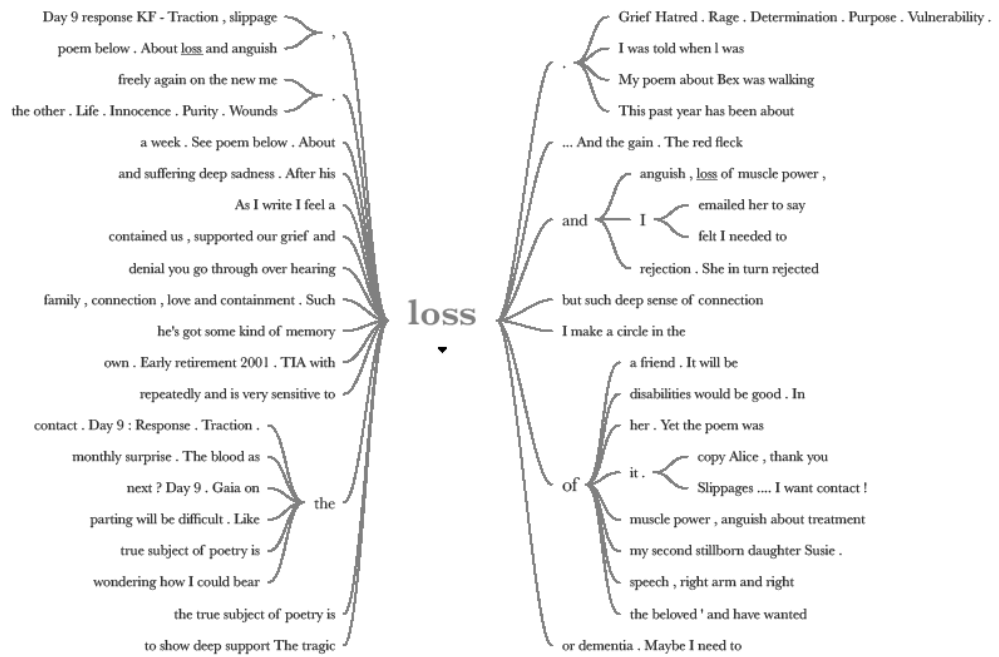 Day 9 response KF - Traction , slippage
poem below . About loss and anguish
,
freely again on the new me
the other . Life . Innocence . Purity . Wounds
.
a week . See poem below . About
and suffering deep sadness . After his
As I write I feel a
contained us , supported our grief and
denial you go through over hearing
family , connection , love and containment . Such
he's got some kind of memory
own . Early retirement 2001 . TIA with
repeatedly and is very sensitive to
contact . Day 9 : Response . Traction .
monthly surprise . The blood as
next ? Day 9 . Gaia on
parting will be difficult . Like
true subject of poetry is
wondering how I could bear
the
the true subject of poetry is
to show deep support The tragic
loss
.
Grief Hatred . Rage . Determination . Purpose . Vulnerability .
I was told when l was
My poem about Bex was walking
This past year has been about
... And the gain . The red fleck
and
anguish , loss of muscle power ,
I
emailed her to say
felt I needed to
rejection . She in turn rejected
but such deep sense of connection
I make a circle in the
of
a friend . It will be
disabilities would be good . In
her . Yet the poem was
it .
copy Alice , thank you
Slippages .... I want contact !
muscle power , anguish about treatment
my second stillborn daughter Susie .
speech , right arm and right
the beloved ' and have wanted
or dementia . Maybe I need to